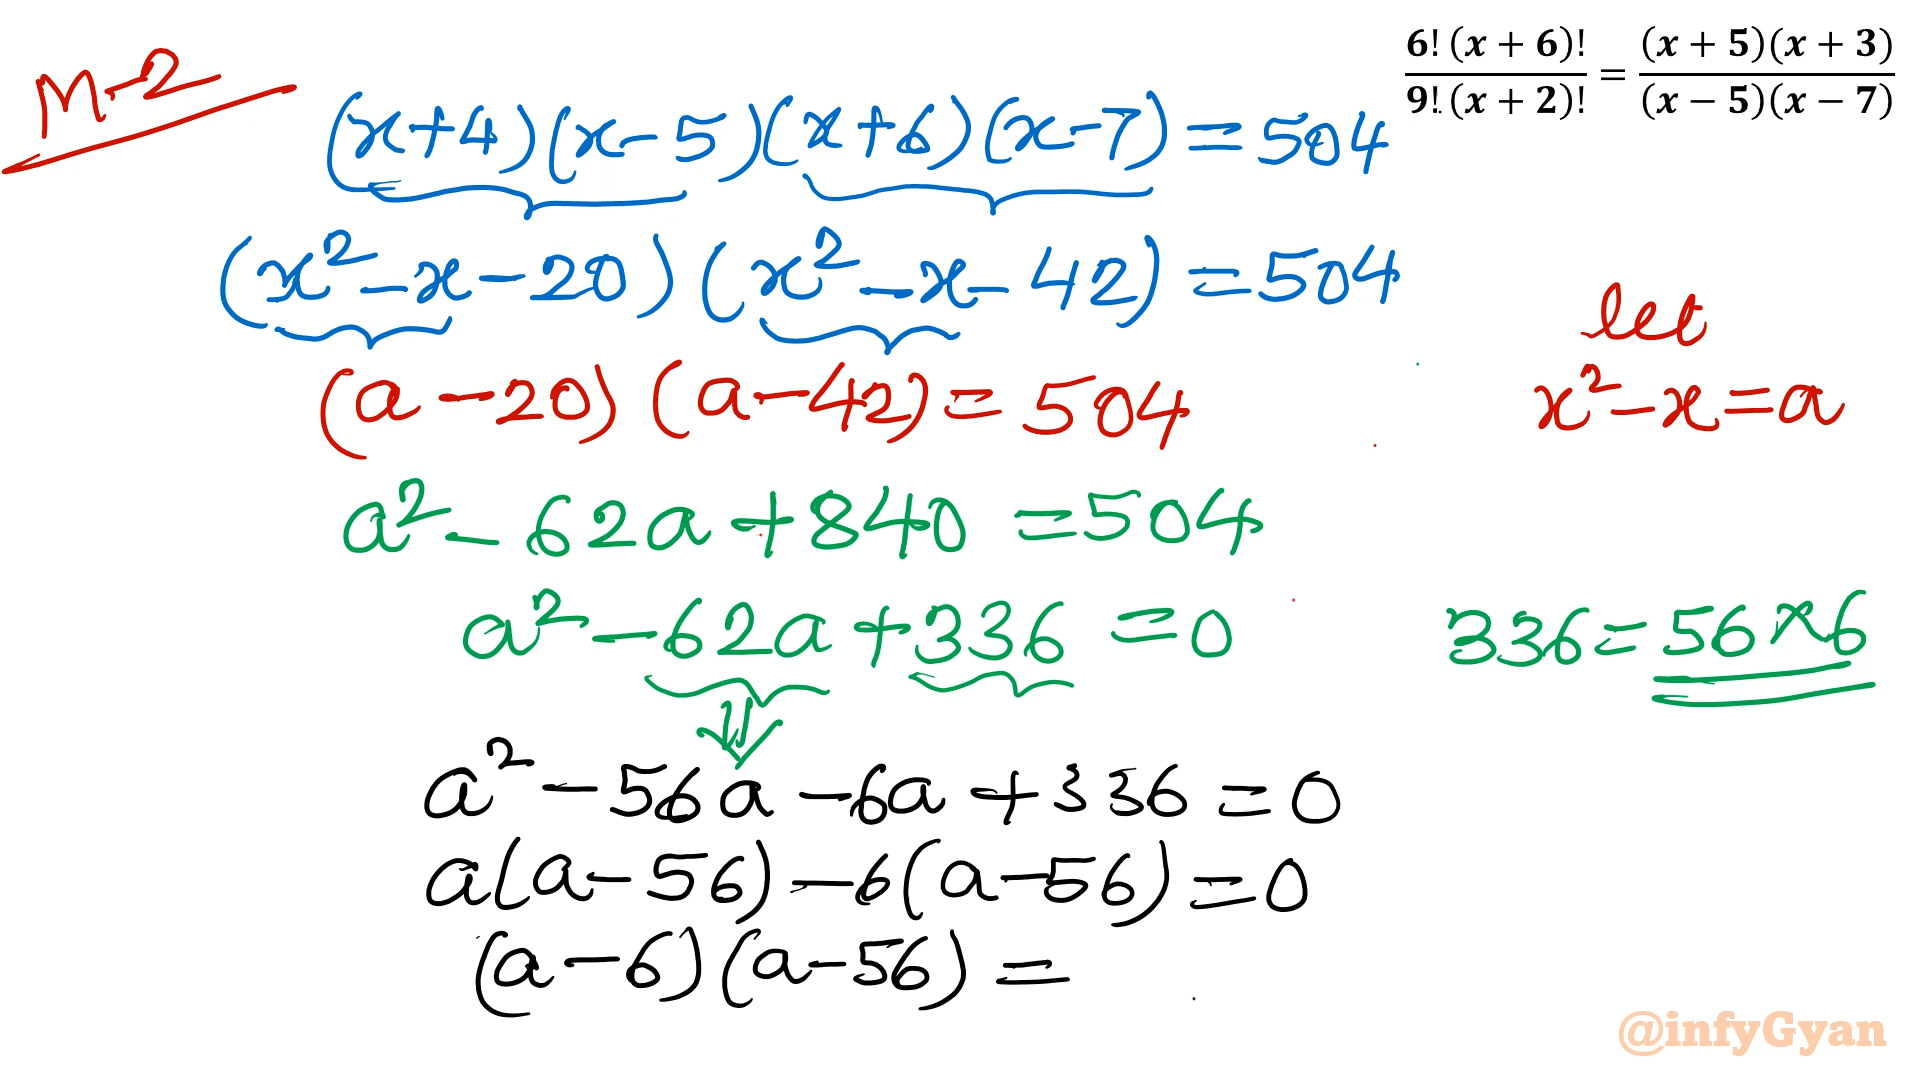 M-2
6! (x + 6)! / 9! (x + 2)! = (x + 5)(x + 3) / (x − 5)(x − 7)
(x+4)(x-5)(x+6)(x-7) = 504
(x²-x-20)(x²-x-42) = 504
let
x²-x=a
(a-20)(a-42) = 504
a²-62a+840 = 504
a²-62a+336 = 0
336=56×6
a²-56a-6a+336=0
a(a-56)-6(a-56)=0
(a-6)(a-56)=
@infyGyan